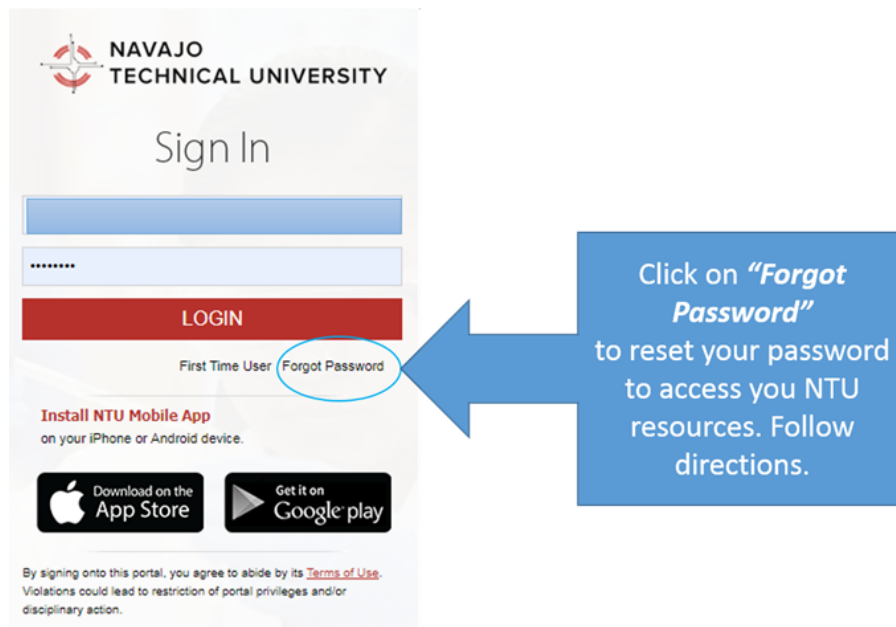 NAVAJO
TECHNICAL UNIVERSITY
Sign In
••••••••
LOGIN
First Time User Forgot Password
Install NTU Mobile App
on your iPhone or Android device.
Download on the
App Store
Get it on
Google play
By signing onto this portal, you agree to abide by its Terms of Use.
Violations could lead to restriction of portal privileges and/or
disciplinary action.
Click on "Forgot
Password"
to reset your password
to access you NTU
resources. Follow
directions.